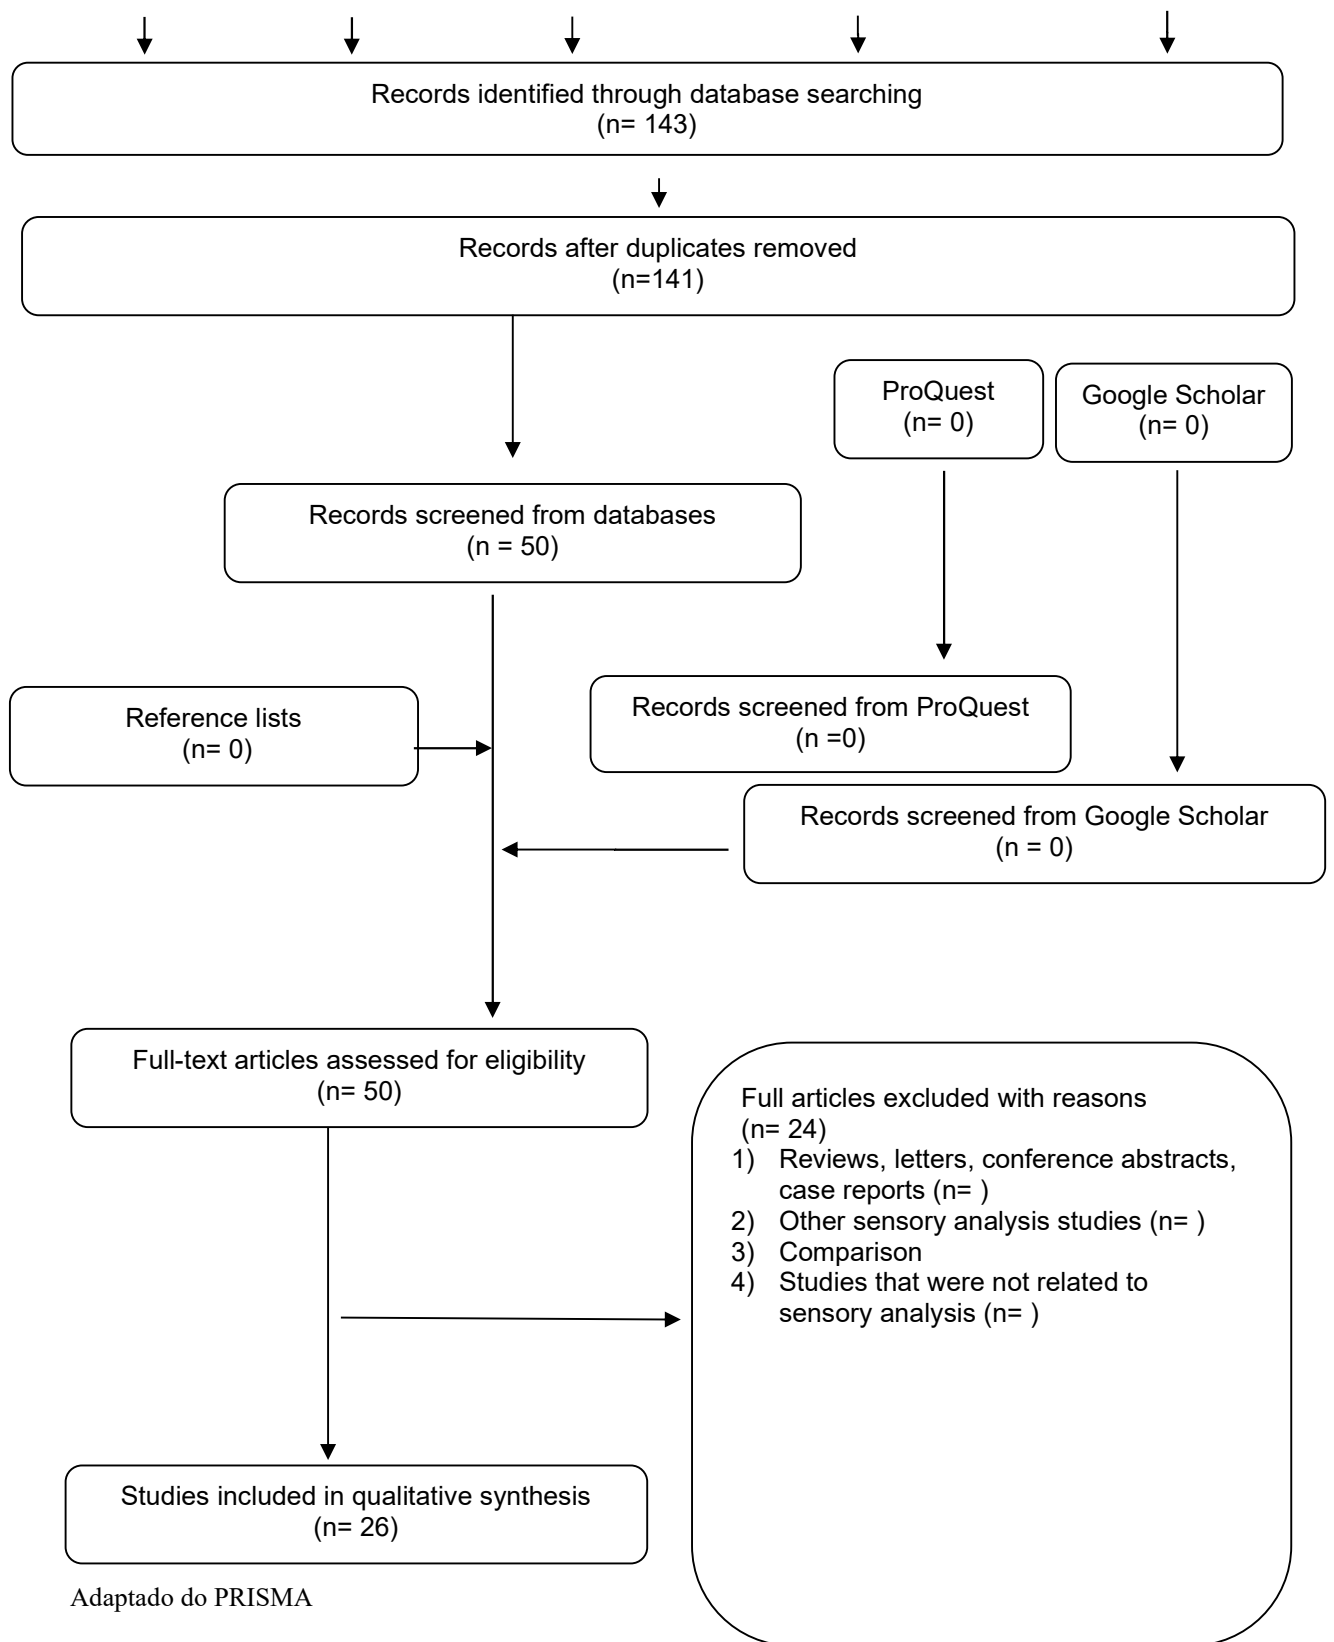 Records identified through database searching
(n= 143)
Records after duplicates removed
(n=141)
ProQuest
(n= 0)
Google Scholar
(n= 0)
Records screened from databases
(n = 50)
Reference lists
(n= 0)
Records screened from ProQuest
(n =0)
Records screened from Google Scholar
(n = 0)
Full-text articles assessed for eligibility
(n= 50)
Full articles excluded with reasons
(n= 24)
1) Reviews, letters, conference abstracts,
case reports (n= )
2) Other sensory analysis studies (n= )
3) Comparison
4) Studies that were not related to
sensory analysis (n= )
Studies included in qualitative synthesis
(n= 26)
Adaptado do PRISMA